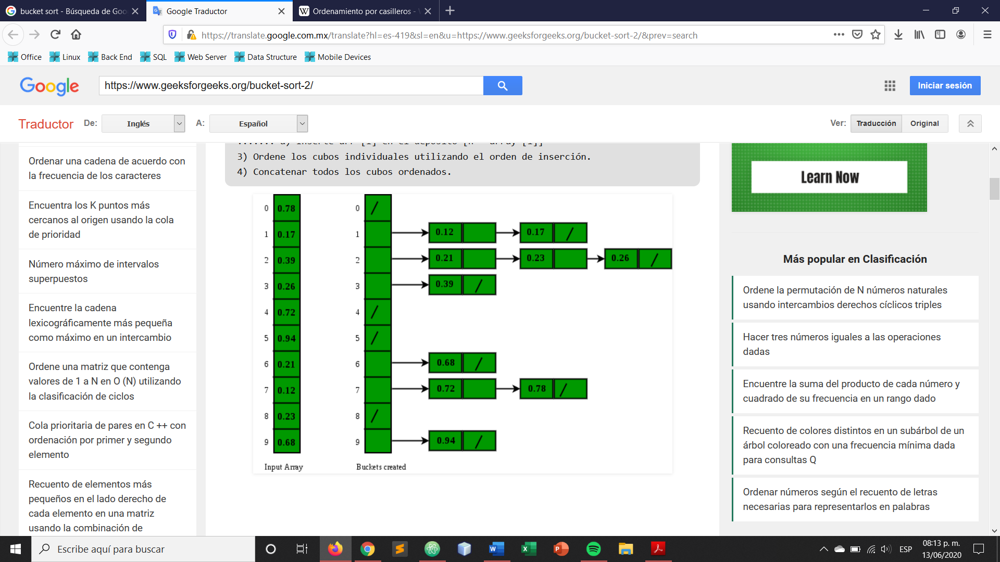 bucket sort - Búsqueda de Goo
Google Traductor
Ordenamiento por casilleros -
https://translate.google.com.mx/translate?hl=es-419&sl=en&u=https://www.geeksforgeeks.org/bucket-sort-2/&prev=search
Office
Linux
Back End
SQL
Web Server
Data Structure
Mobile Devices
Google
https://www.geeksforgeeks.org/bucket-sort-2/
Iniciar sesión
Traductor
De:
Inglés
A:
Español
Ver:
Traducción
Original
Ordenar una cadena de acuerdo con
la frecuencia de los caracteres
Encuentra los K puntos más
cercanos al origen usando la cola
de prioridad
Número máximo de intervalos
superpuestos
Encuentre la cadena
lexicográficamente más pequeña
como máximo en un intercambio
Ordene una matriz que contenga
valores de 1 a N en O (N) utilizando
la clasificación de ciclos
Cola prioritaria de pares en C ++ con
ordenación por primer y segundo
elemento
Recuento de elementos más
pequeños en el lado derecho de
cada elemento en una matriz
usando la combinación de
3) Ordene los cubos individuales utilizando el orden de inserción.
4) Concatenar todos los cubos ordenados.
0 0.78 0 /
1 0.17 1 0.12 0.17 /
2 0.39 2 0.21 0.23 0.26 /
3 0.26 3 0.39 /
4 0.72 4 /
5 0.94 5 /
6 0.21 6 0.68 /
7 0.12 7 0.72 0.78 /
8 0.23 8 /
9 0.68 9 0.94 /
Input Array
Buckets created
Learn Now
Más popular en Clasificación
Ordene la permutación de N números naturales
usando intercambios derechos cíclicos triples
Hacer tres números iguales a las operaciones
dadas
Encuentre la suma del producto de cada número y
cuadrado de su frecuencia en un rango dado
Recuento de colores distintos en un subárbol de un
árbol coloreado con una frecuencia mínima dada
para consultas Q
Ordenar números según el recuento de letras
necesarias para representarlos en palabras
Escribe aquí para buscar
ESP
08:13 p. m.
13/06/2020